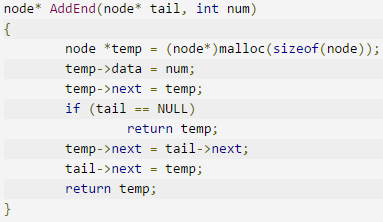 node* AddEnd(node* tail, int num)
{
        node *temp = (node*)malloc(sizeof(node));
        temp->data = num;
        temp->next = temp;
        if (tail == NULL)
                return temp;
        temp->next = tail->next;
        tail->next = temp;
        return temp;
}